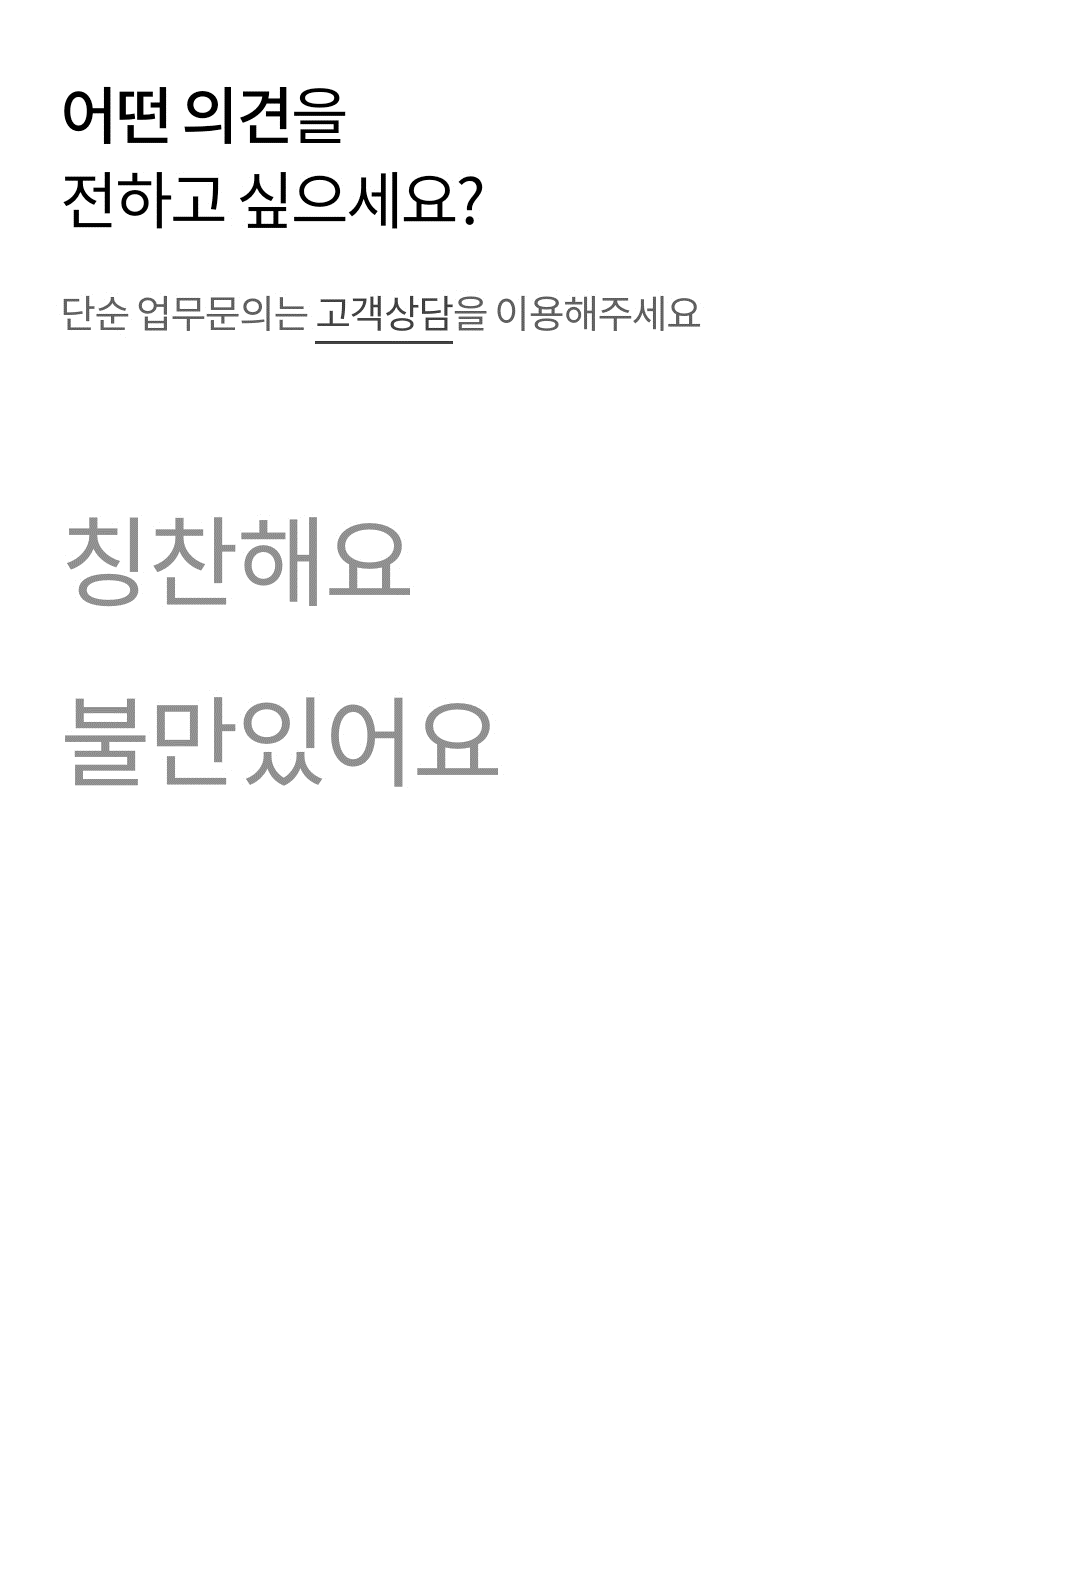 어떤 의견을
전하고 싶으세요?
단순 업무문의는 고객상담을 이용해주세요
칭찬해요
불만있어요